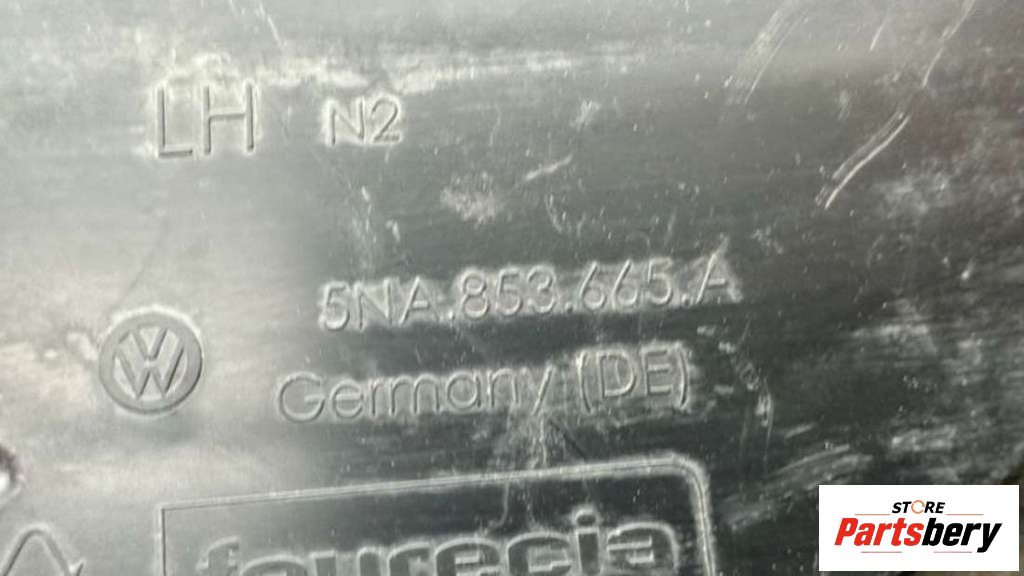 LH N2
5NA.853.665.A
Germany (DE)
faurecia
STORE
Partsbery